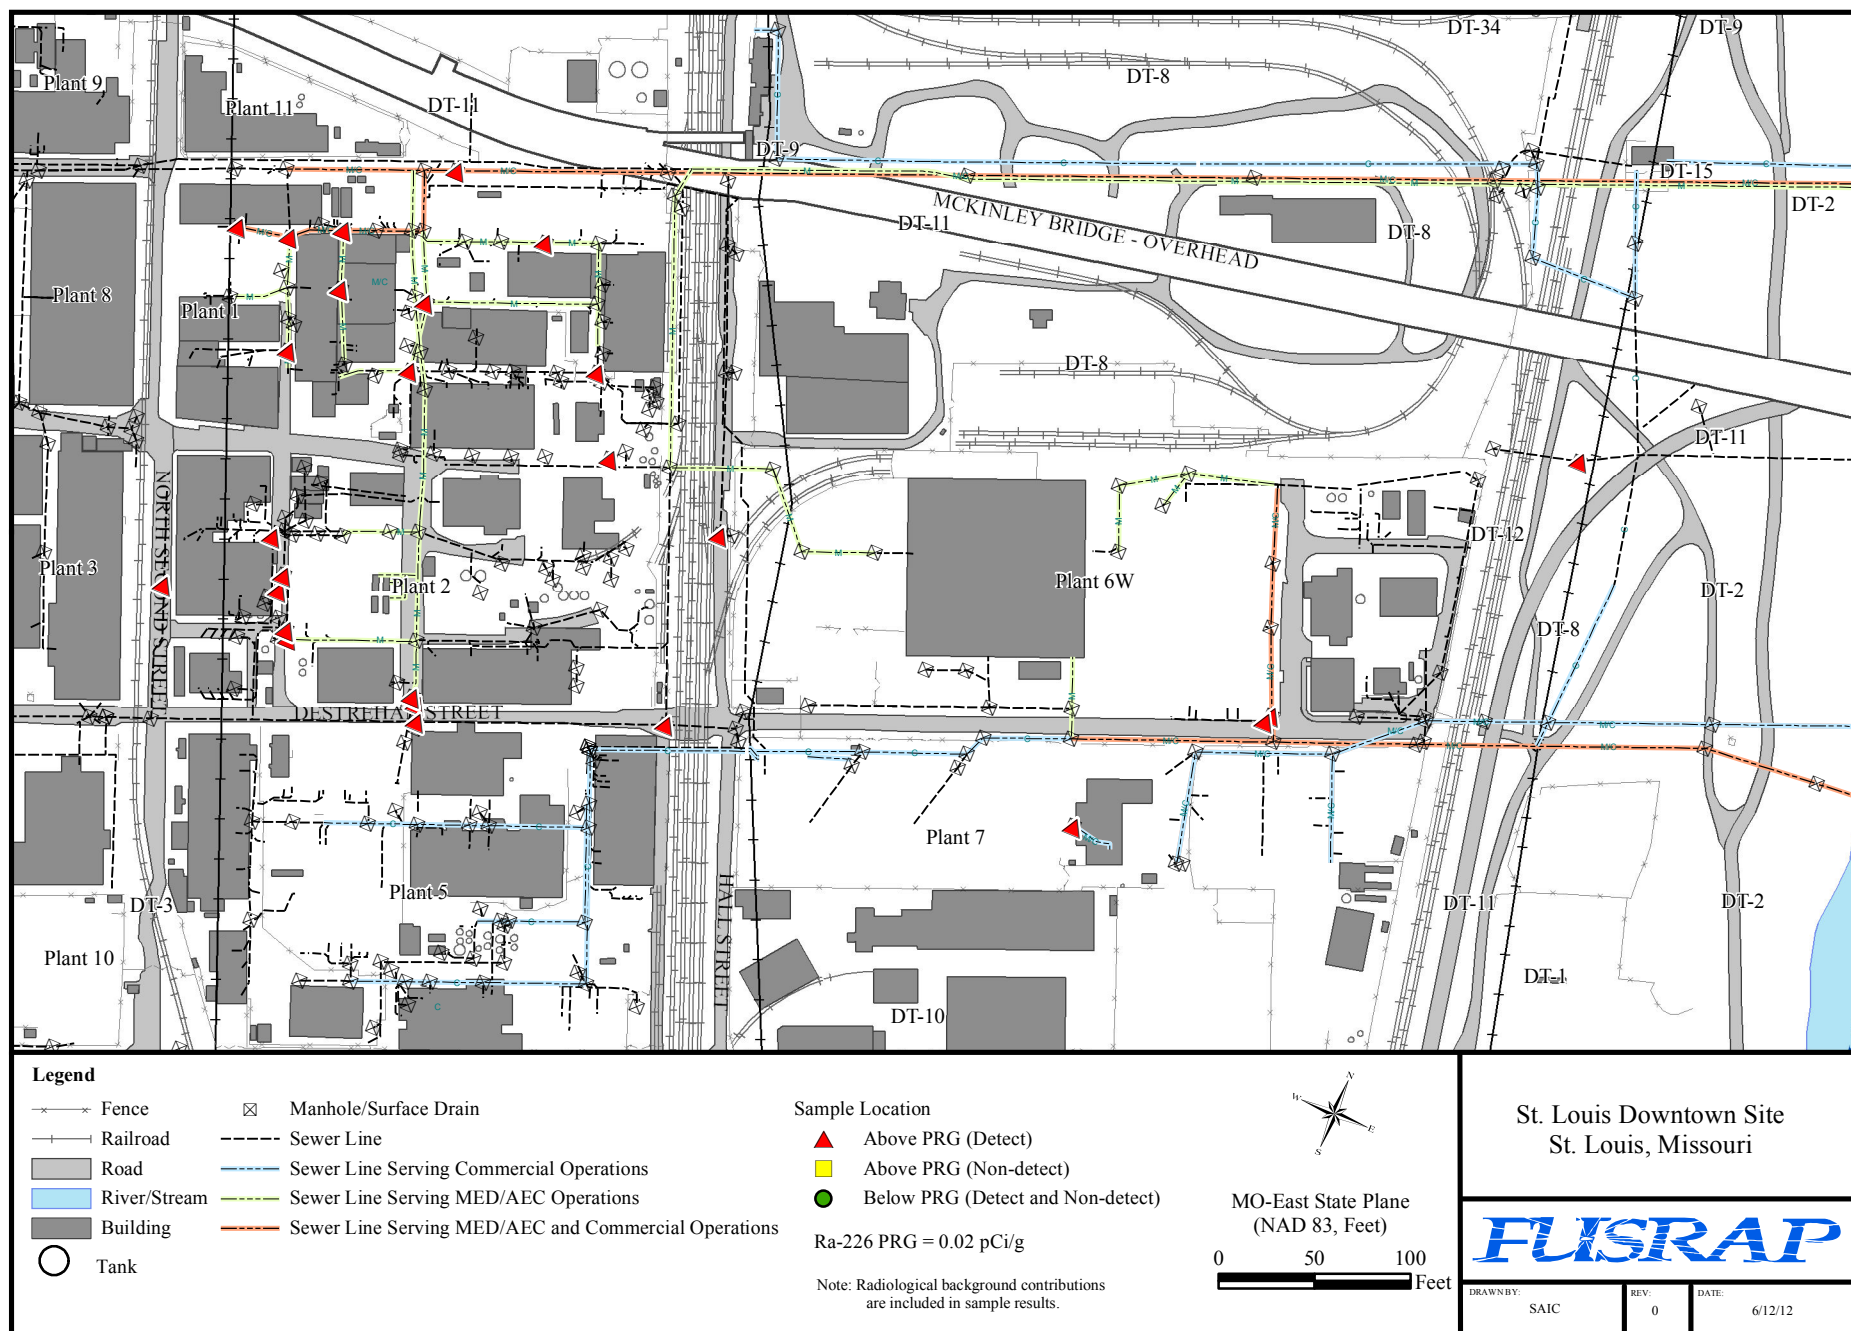 DT-34
DT-9
Plant 9
DT-8
Plant 11
DT-11
DT-9
DT-15
DT-2
MCKINLEY BRIDGE - OVERHEAD
DT-11
DT-8
Plant 8
Plant 1
DT-8
DT-11
NORTH SECOND STREET
DT-12
Plant 3
Plant 2
Plant 6W
DT-2
DT-8
DESTREHAN STREET
Plant 7
Plant 5
DT-3
HALL STREET
DT-11
DT-2
Plant 10
DT-1
DT-10
M/C
M
C
Legend
Fence
Railroad
Road
River/Stream
Building
Tank
Manhole/Surface Drain
Sewer Line
Sewer Line Serving Commercial Operations
Sewer Line Serving MED/AEC Operations
Sewer Line Serving MED/AEC and Commercial Operations
Sample Location
Above PRG (Detect)
Above PRG (Non-detect)
Below PRG (Detect and Non-detect)
Ra-226 PRG = 0.02 pCi/g
Note: Radiological background contributions
are included in sample results.
N
W
E
S
MO-East State Plane
(NAD 83, Feet)
0 50 100
Feet
St. Louis Downtown Site
St. Louis, Missouri
FUSRAP
DRAWN BY:
SAIC
REV:
0
DATE:
6/12/12